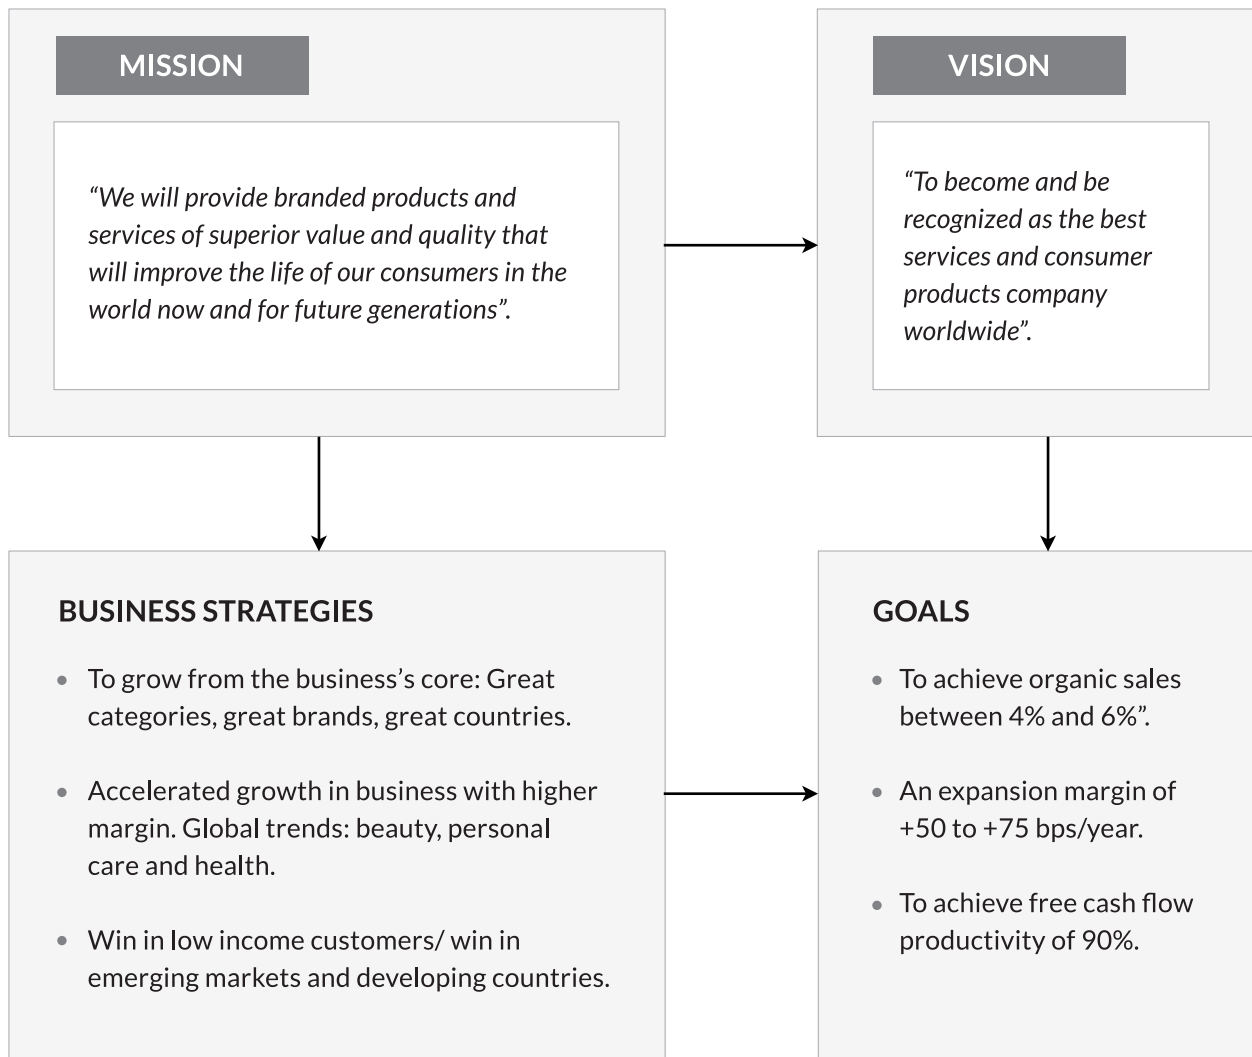 MISSION
“We will provide branded products and
services of superior value and quality that
will improve the life of our consumers in the
world now and for future generations”.
VISION
“To become and be
recognized as the best
services and consumer
products company
worldwide”.
BUSINESS STRATEGIES
• To grow from the business’s core: Great
categories, great brands, great countries.
• Accelerated growth in business with higher
margin. Global trends: beauty, personal
care and health.
• Win in low income customers/ win in
emerging markets and developing countries.
GOALS
• To achieve organic sales
between 4% and 6%”.
• An expansion margin of
+50 to +75 bps/year.
• To achieve free cash flow
productivity of 90%.